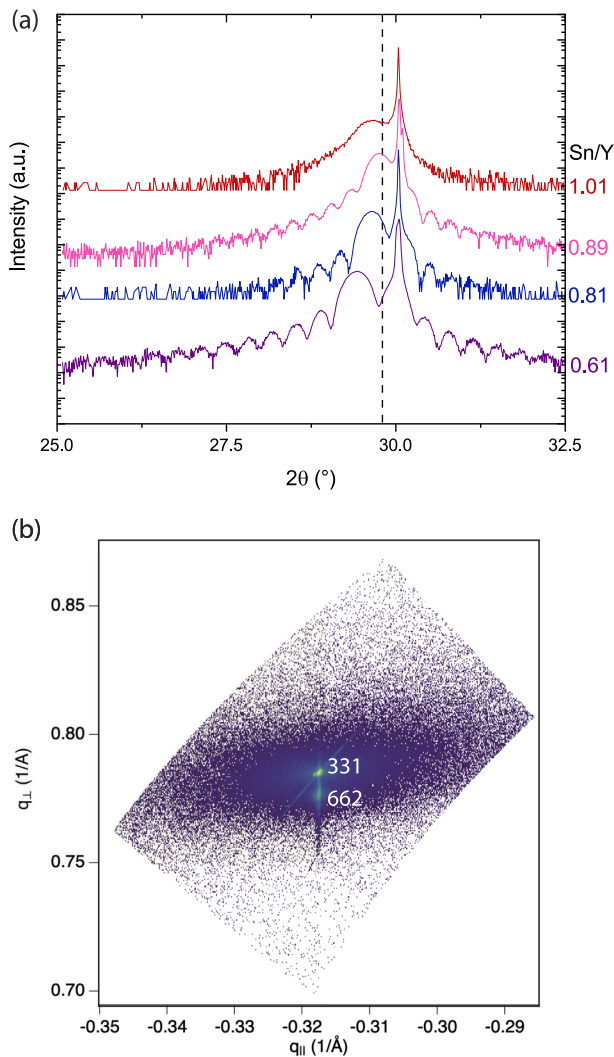 (a)
Intensity (a.u.)
Sn/Y
1.01
0.89
0.81
0.61
25.0 27.5 30.0 32.5
2θ (°)
(b)
q⊥ (1/Å)
0.85
0.80
0.75
0.70
331
662
-0.35 -0.34 -0.33 -0.32 -0.31 -0.30 -0.29
q|| (1/Å)